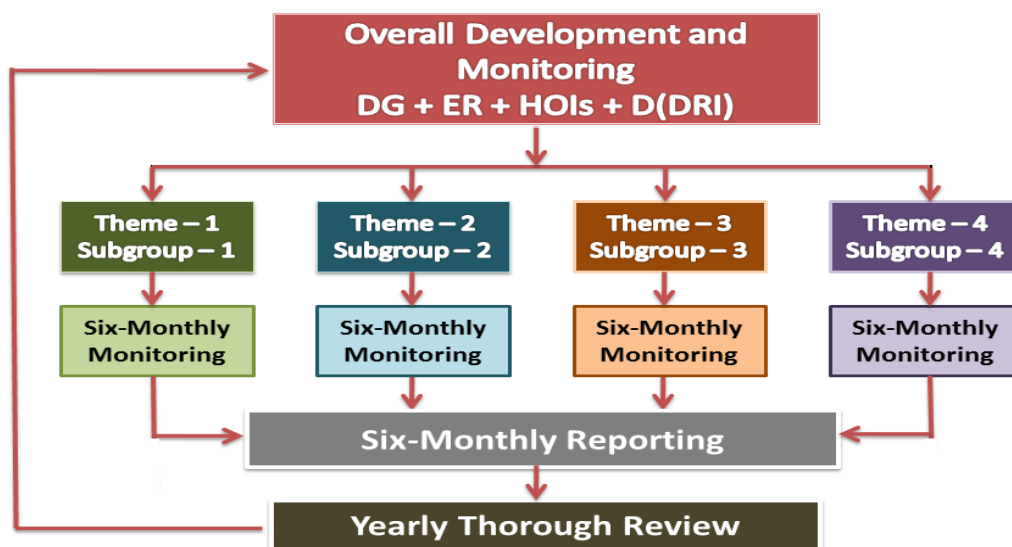 Overall Development and
Monitoring
DG + ER + HOIs + D(DRI)
Theme – 1
Subgroup – 1
Theme – 2
Subgroup – 2
Theme – 3
Subgroup – 3
Theme – 4
Subgroup – 4
Six-Monthly
Monitoring
Six-Monthly
Monitoring
Six-Monthly
Monitoring
Six-Monthly
Monitoring
Six-Monthly Reporting
Yearly Thorough Review